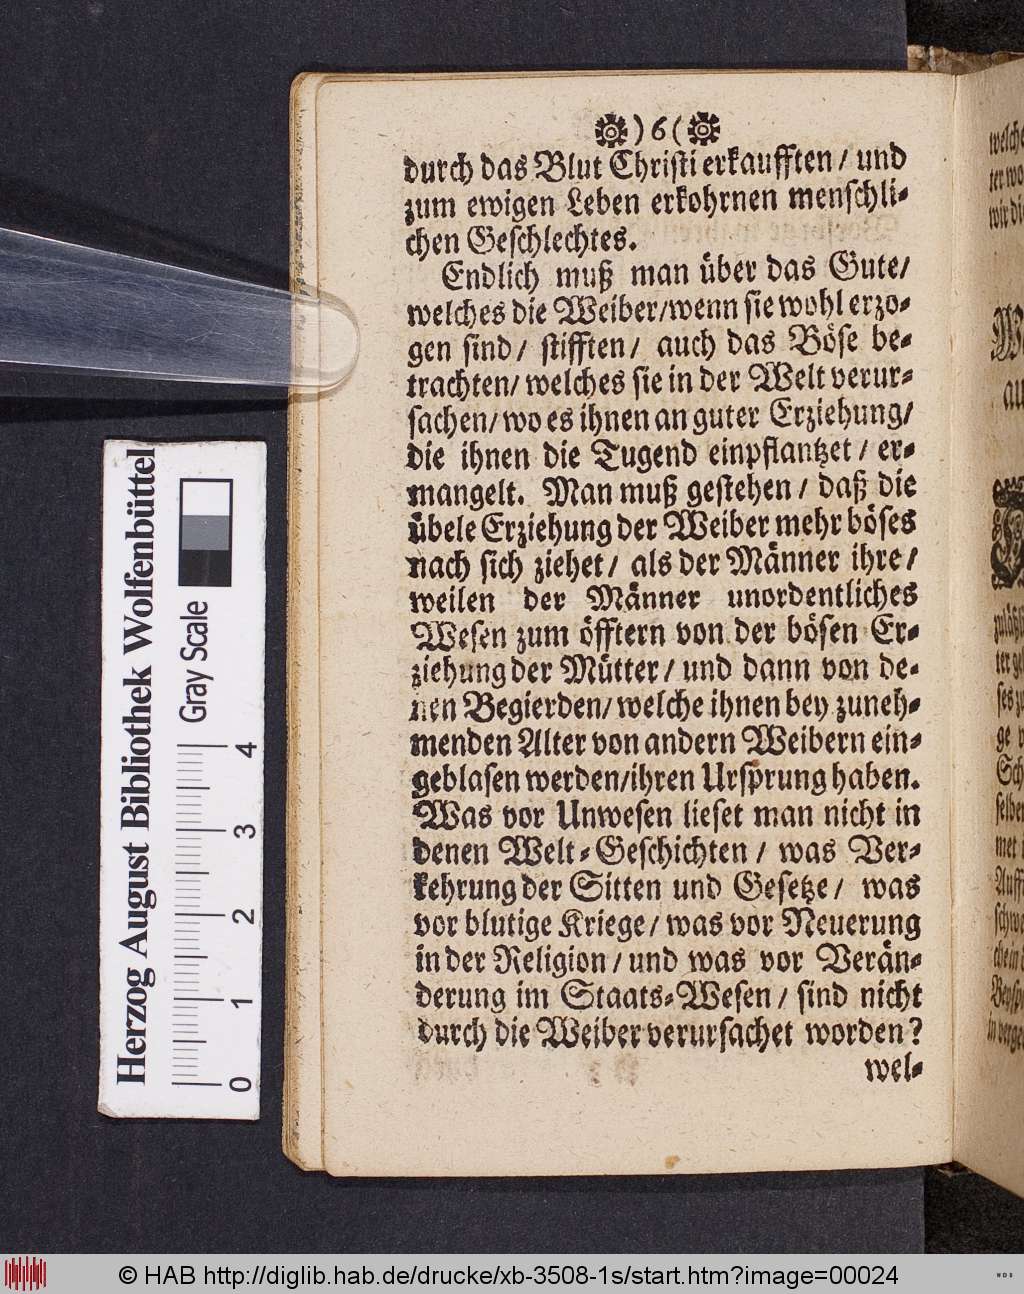 )6(
durch das Blut Christi erkaufften/ und
zum ewigen Leben erkohrnen menschli-
chen Geschlechtes.
Endlich muß man über das Gute/
welches die Weiber/wenn sie wohl erzo-
gen sind/ stifften/ auch das Böse be-
trachten/ welches sie in der Welt verur-
sachen/ wo es ihnen an guter Erziehung/
die ihnen die Tugend einpflantzet/ er-
mangelt. Man muß gestehen/ daß die
übele Erziehung der Weiber mehr böses
nach sich ziehet/ als der Männer ihre/
weilen der Männer unordentliches
Wesen zum öfftern von der bösen Er-
ziehung der Mütter/ und dann von de-
nen Begierden/ welche ihnen bey zuneh-
menden Alter von andern Weibern ein-
geblasen werden/ihren Ursprung haben.
Was vor Unwesen lieset man nicht in
denen Welt-Geschichten/ was Ver-
kehrung der Sitten und Gesetze/ was
vor blutige Kriege/ was vor Neuerung
in der Religion/ und was vor Verän-
derung im Staats-Wesen/ sind nicht
durch die Weiber verursachet worden?
wel-
welche
ter wo
wir di
au
ge
Herzog August Bibliothek Wolfenbüttel
Gray Scale
0 1 2 3 4
© HAB http://diglib.hab.de/drucke/xb-3508-1s/start.htm?image=00024